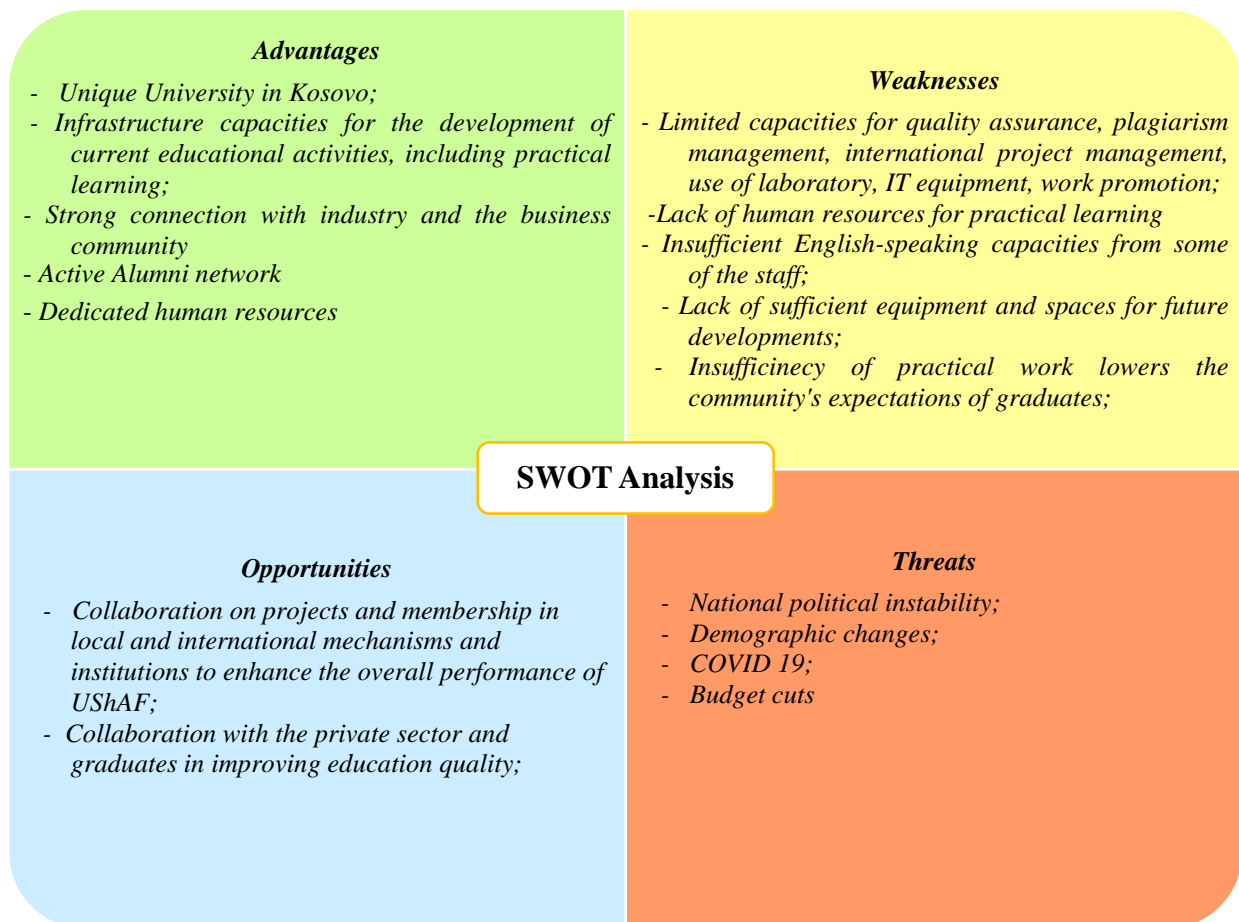 Advantages
- Unique University in Kosovo;
- Infrastructure capacities for the development of
current educational activities, including practical
learning;
- Strong connection with industry and the business
community
- Active Alumni network
- Dedicated human resources
Weaknesses
- Limited capacities for quality assurance, plagiarism
management, international project management,
use of laboratory, IT equipment, work promotion;
-Lack of human resources for practical learning
- Insufficient English-speaking capacities from some
of the staff;
- Lack of sufficient equipment and spaces for future
developments;
- Insufficinecy of practical work lowers the
community's expectations of graduates;
SWOT Analysis
Opportunities
- Collaboration on projects and membership in
local and international mechanisms and
institutions to enhance the overall performance of
UShAF;
- Collaboration with the private sector and
graduates in improving education quality;
Threats
- National political instability;
- Demographic changes;
- COVID 19;
- Budget cuts